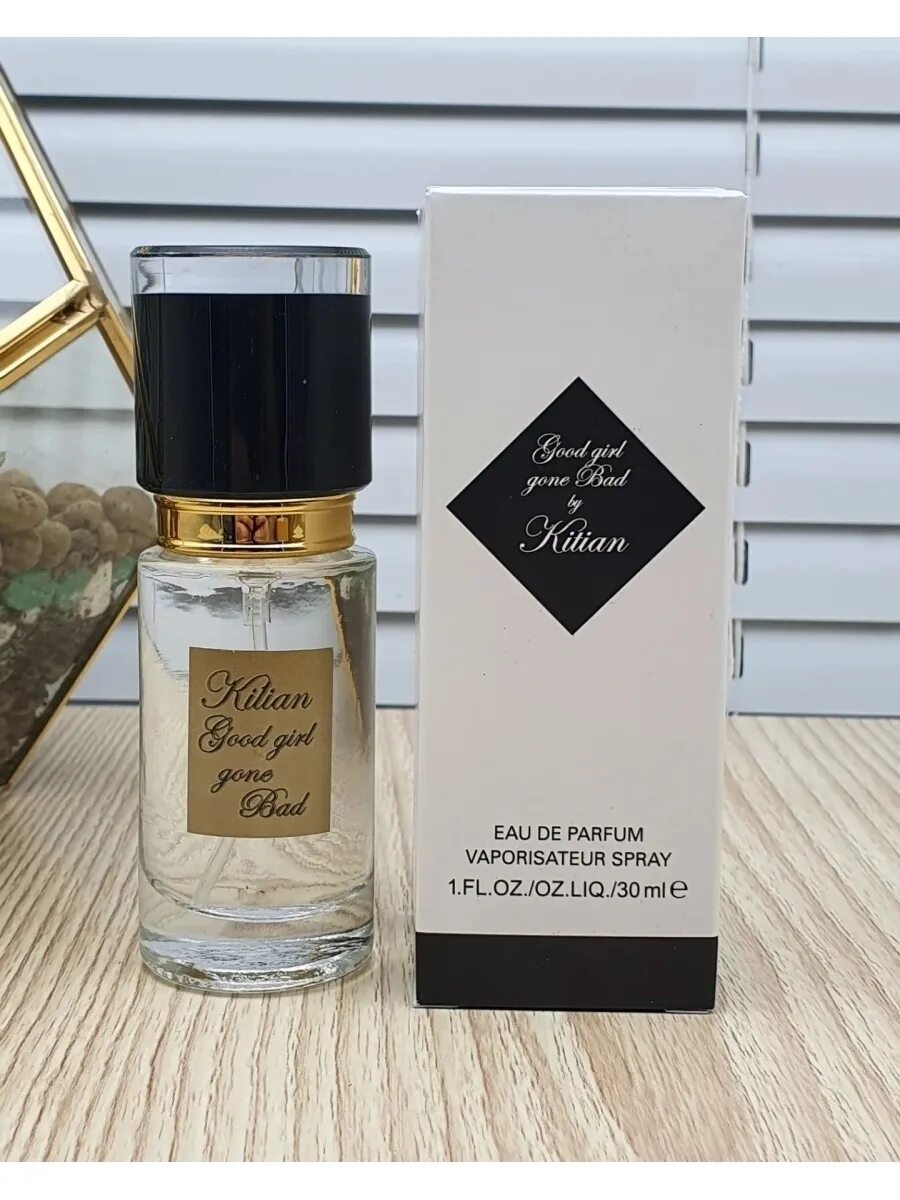 Kilian
Good girl
gone
Bad
Good girl
gone Bad
by
Kitian
EAU DE PARFUM
VAPORISATEUR SPRAY
1.FL.OZ./OZ.LIQ./30 ml e